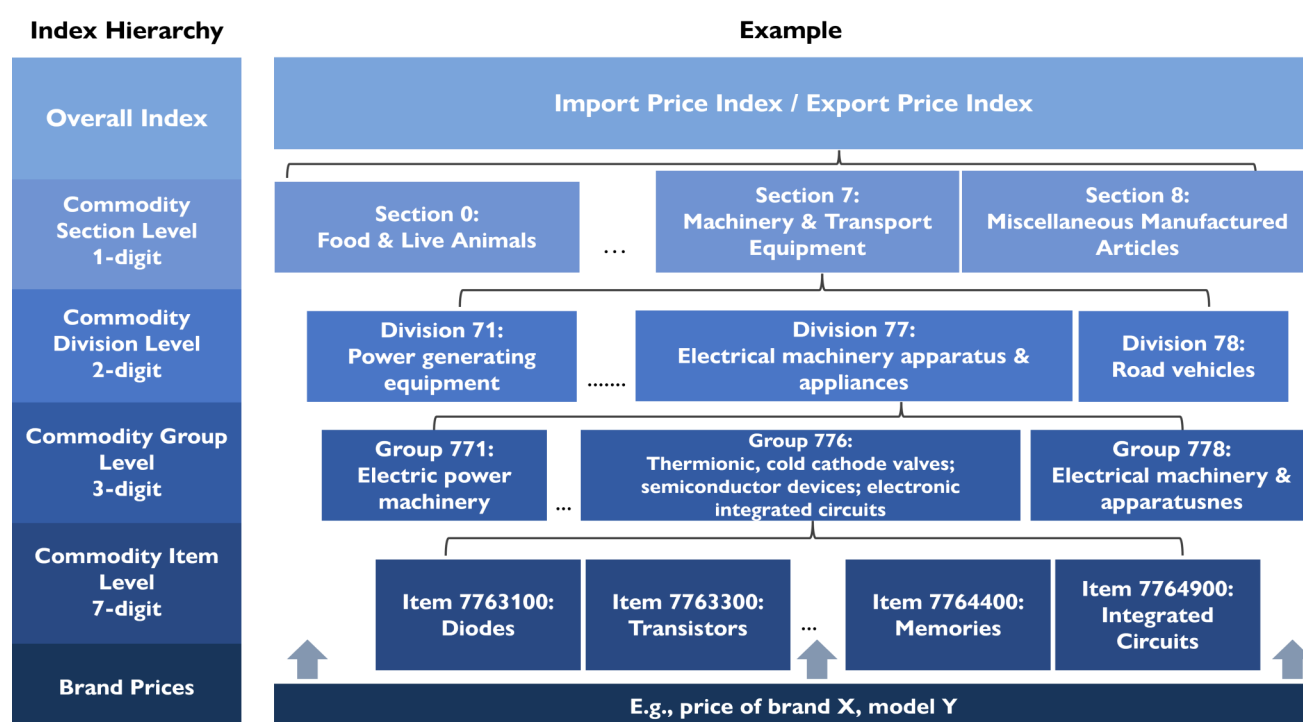 Index Hierarchy
Example
Overall Index
Import Price Index / Export Price Index
Commodity
Section Level
1-digit
Section 0:
Food & Live Animals
...
Section 7:
Machinery & Transport
Equipment
Section 8:
Miscellaneous Manufactured
Articles
Commodity
Division Level
2-digit
Division 71:
Power generating
equipment
.......
Division 77:
Electrical machinery apparatus &
appliances
Division 78:
Road vehicles
Commodity Group
Level
3-digit
Group 771:
Electric power
machinery
...
Group 776:
Thermionic, cold cathode valves;
semiconductor devices; electronic
integrated circuits
Group 778:
Electrical machinery &
apparatusnes
Commodity Item
Level
7-digit
Item 7763100:
Diodes
Item 7763300:
Transistors
...
Item 7764400:
Memories
Item 7764900:
Integrated
Circuits
Brand Prices
E.g., price of brand X, model Y